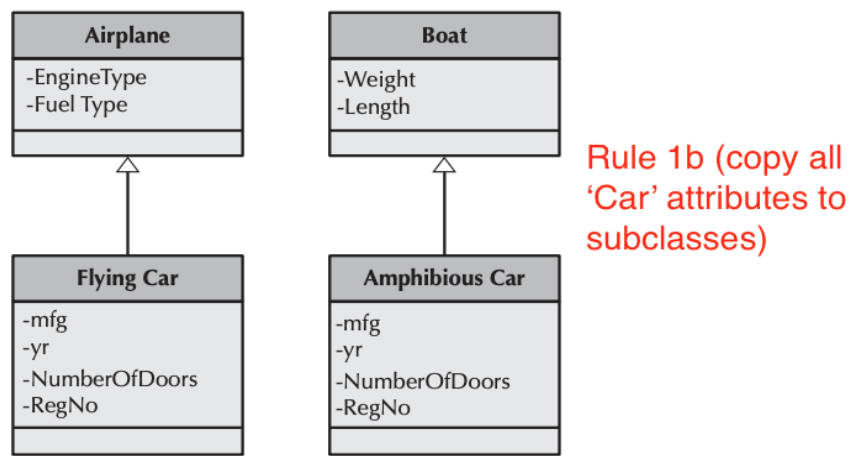 Airplane
-EngineType
-Fuel Type
Boat
-Weight
-Length
Rule 1b (copy all
‘Car’ attributes to
subclasses)
Flying Car
-mfg
-yr
-NumberOfDoors
-RegNo
Amphibious Car
-mfg
-yr
-NumberOfDoors
-RegNo